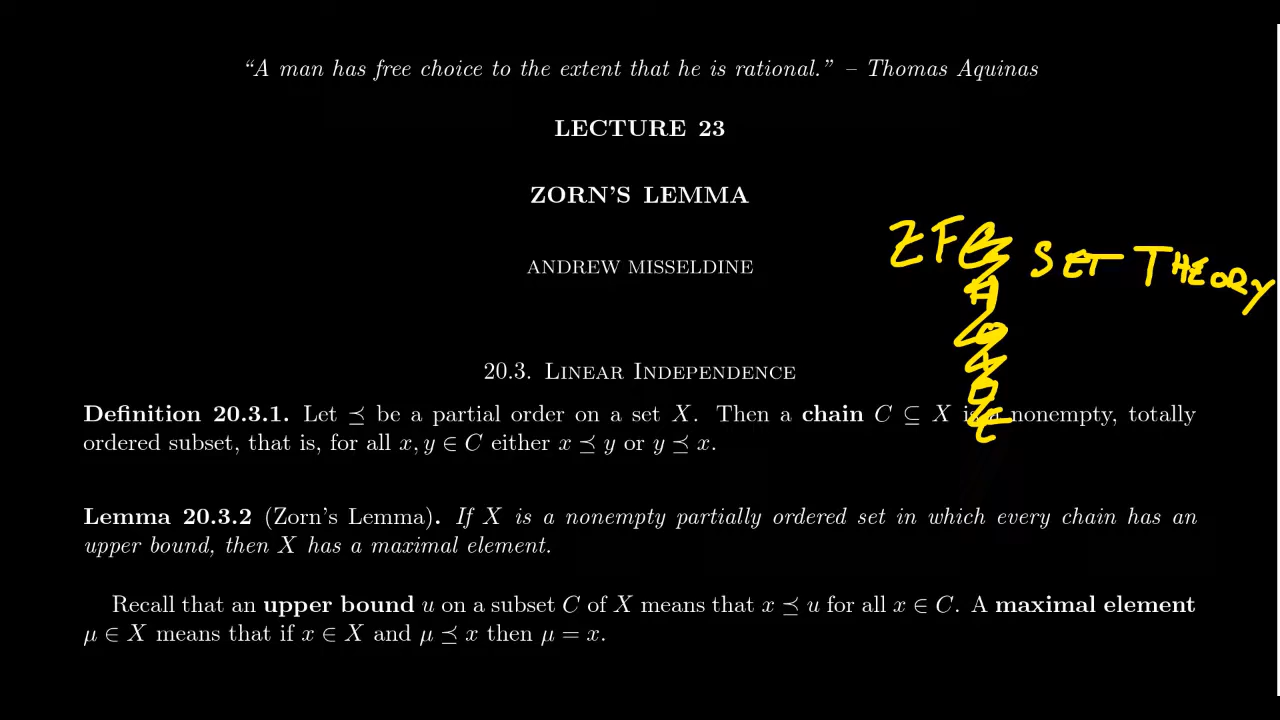 “A man has free choice to the extent that he is rational.” – Thomas Aquinas
LECTURE 23
ZORN'S LEMMA
ANDREW MISSELDINE
ZFC SET THEORY
H
O
I
C
E
20.3. Linear Independence
Definition 20.3.1. Let ⪯ be a partial order on a set X. Then a chain C ⊆ X is a nonempty, totally
ordered subset, that is, for all x, y ∈ C either x ⪯ y or y ⪯ x.
Lemma 20.3.2 (Zorn's Lemma). If X is a nonempty partially ordered set in which every chain has an
upper bound, then X has a maximal element.
Recall that an upper bound u on a subset C of X means that x ⪯ u for all x ∈ C. A maximal element
μ ∈ X means that if x ∈ X and μ ⪯ x then μ = x.